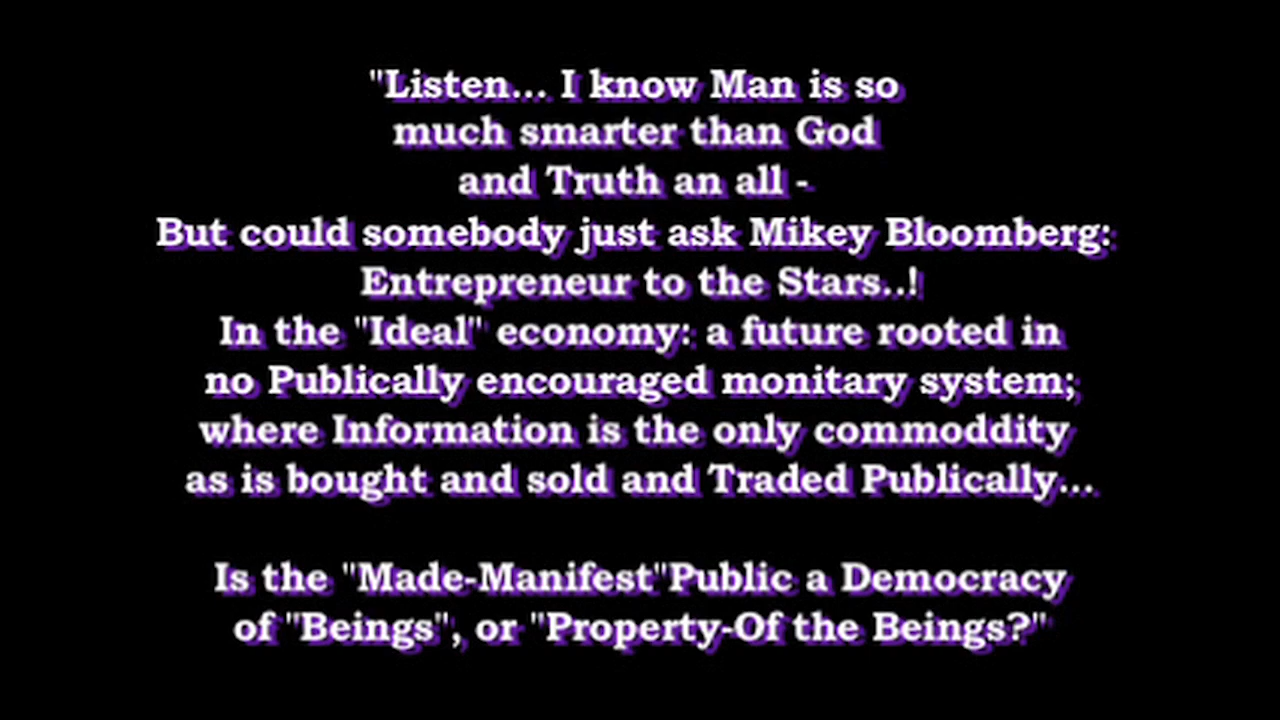 "Listen... I know Man is so
much smarter than God
and Truth an all -
But could somebody just ask Mikey Bloomberg:
Entrepreneur to the Stars..!
In the "Ideal" economy: a future rooted in
no Publically encouraged monitary system;
where Information is the only commoddity
as is bought and sold and Traded Publically...
Is the "Made-Manifest"Public a Democracy
of "Beings", or "Property-Of the Beings?"